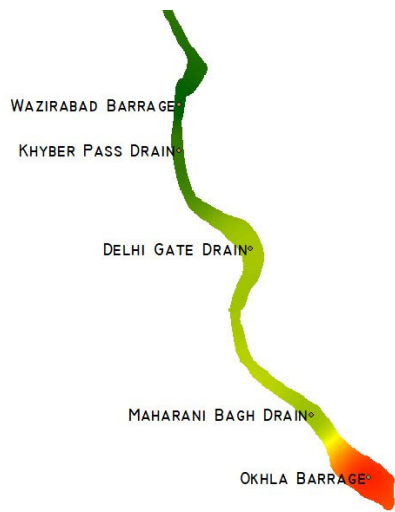 WAZIRABAD BARRAGE
KHYBER PASS DRAIN
DELHI GATE DRAIN
MAHARANI BAGH DRAIN
OKHLA BARRAGE